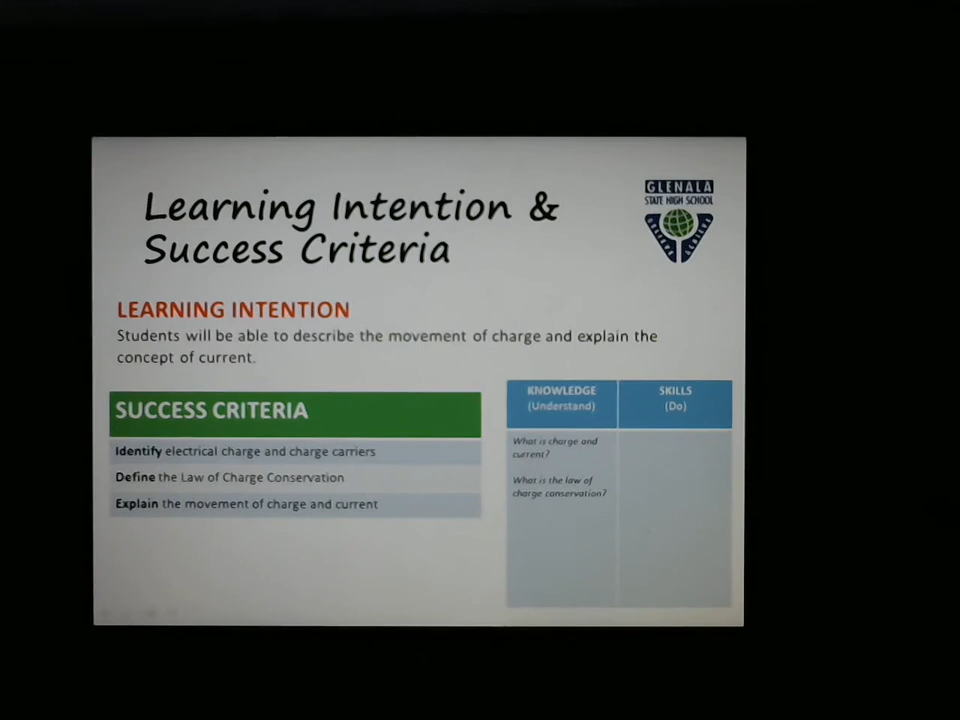 Learning Intention &
Success Criteria
GLENALA
STATE HIGH SCHOOL
LEARNING INTENTION
Students will be able to describe the movement of charge and explain the
concept of current.
SUCCESS CRITERIA
Identify electrical charge and charge carriers
Define the Law of Charge Conservation
Explain the movement of charge and current
KNOWLEDGE
(Understand)
SKILLS
(Do)
What is charge and
current?
What is the law of
charge conservation?